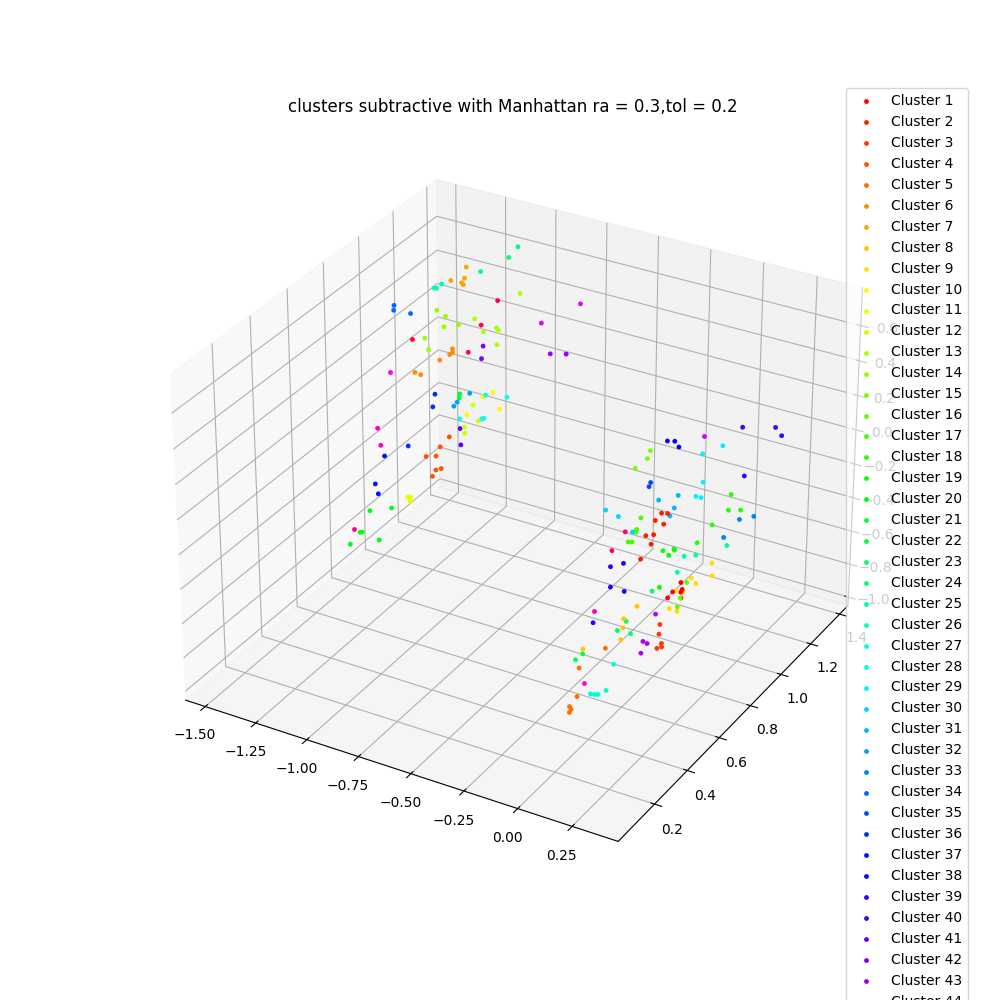 clusters subtractive with Manhattan ra = 0.3,tol = 0.2
Cluster 1
Cluster 2
Cluster 3
Cluster 4
Cluster 5
Cluster 6
Cluster 7
Cluster 8
Cluster 9
Cluster 10
Cluster 11
Cluster 12
Cluster 13
Cluster 14
Cluster 15
Cluster 16
Cluster 17
Cluster 18
Cluster 19
Cluster 20
Cluster 21
Cluster 22
Cluster 23
Cluster 24
Cluster 25
Cluster 26
Cluster 27
Cluster 28
Cluster 29
Cluster 30
Cluster 31
Cluster 32
Cluster 33
Cluster 34
Cluster 35
Cluster 36
Cluster 37
Cluster 38
Cluster 39
Cluster 40
Cluster 41
Cluster 42
Cluster 43
Cluster 44
0.6
0.4
0.2
0.0
−0.2
−0.4
−0.6
−0.8
−1.0
1.4
1.2
1.0
0.8
0.6
0.4
0.2
−1.50
−1.25
−1.00
−0.75
−0.50
−0.25
0.00
0.25